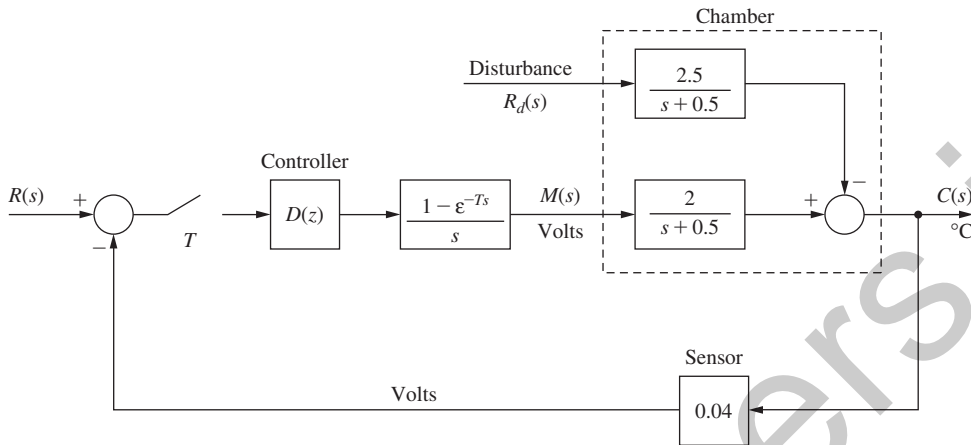 Chamber
Disturbance
R_d(s)
2.5
s + 0.5
Controller
R(s)
+
−
T
D(z)
1 − ε^{−Ts}
s
M(s)
Volts
2
s + 0.5
+
−
C(s)
°C
Sensor
0.04
Volts